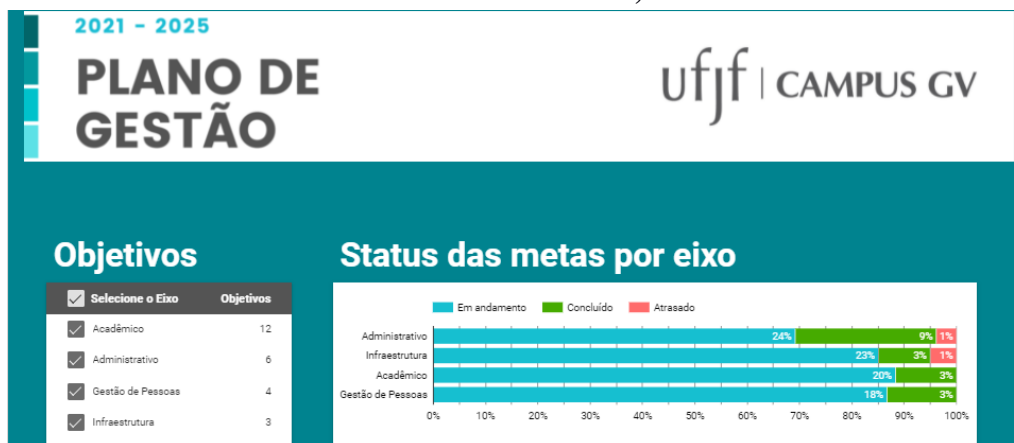 2021 - 2025
PLANO DE
GESTÃO
ufjf | CAMPUS GV
Objetivos
Selecione o Eixo Objetivos
Acadêmico 12
Administrativo 6
Gestão de Pessoas 4
Infraestrutura 3
Status das metas por eixo
Em andamento Concluído Atrasado
Administrativo 24% 9% 1%
Infraestrutura 23% 3% 1%
Acadêmico 20% 3%
Gestão de Pessoas 18% 3%
0% 10% 20% 30% 40% 50% 60% 70% 80% 90% 100%